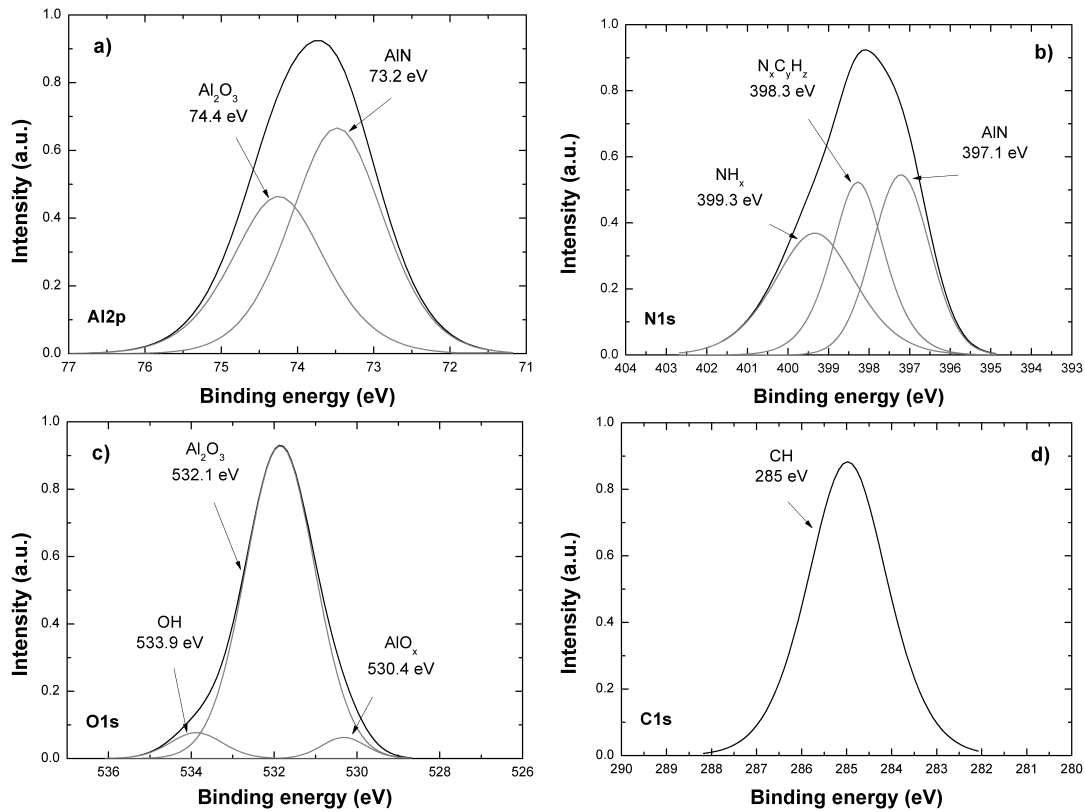 a)
AlN
73.2 eV
Al2O3
74.4 eV
Al2p
Intensity (a.u.)
1.0
0.8
0.6
0.4
0.2
0.0
77 76 75 74 73 72 71
Binding energy (eV)
b)
NxCyHz
398.3 eV
AlN
397.1 eV
NHx
399.3 eV
N1s
Intensity (a.u.)
1.0
0.8
0.6
0.4
0.2
0.0
404 403 402 401 400 399 398 397 396 395 394 393
Binding energy (eV)
c)
Al2O3
532.1 eV
OH
533.9 eV
AlOx
530.4 eV
O1s
Intensity (a.u.)
1.0
0.8
0.6
0.4
0.2
0.0
536 534 532 530 528 526
Binding energy (eV)
d)
CH
285 eV
C1s
Intensity (a.u.)
1.0
0.8
0.6
0.4
0.2
0.0
290 288 287 286 285 284 283 282 281 280
Binding energy (eV)